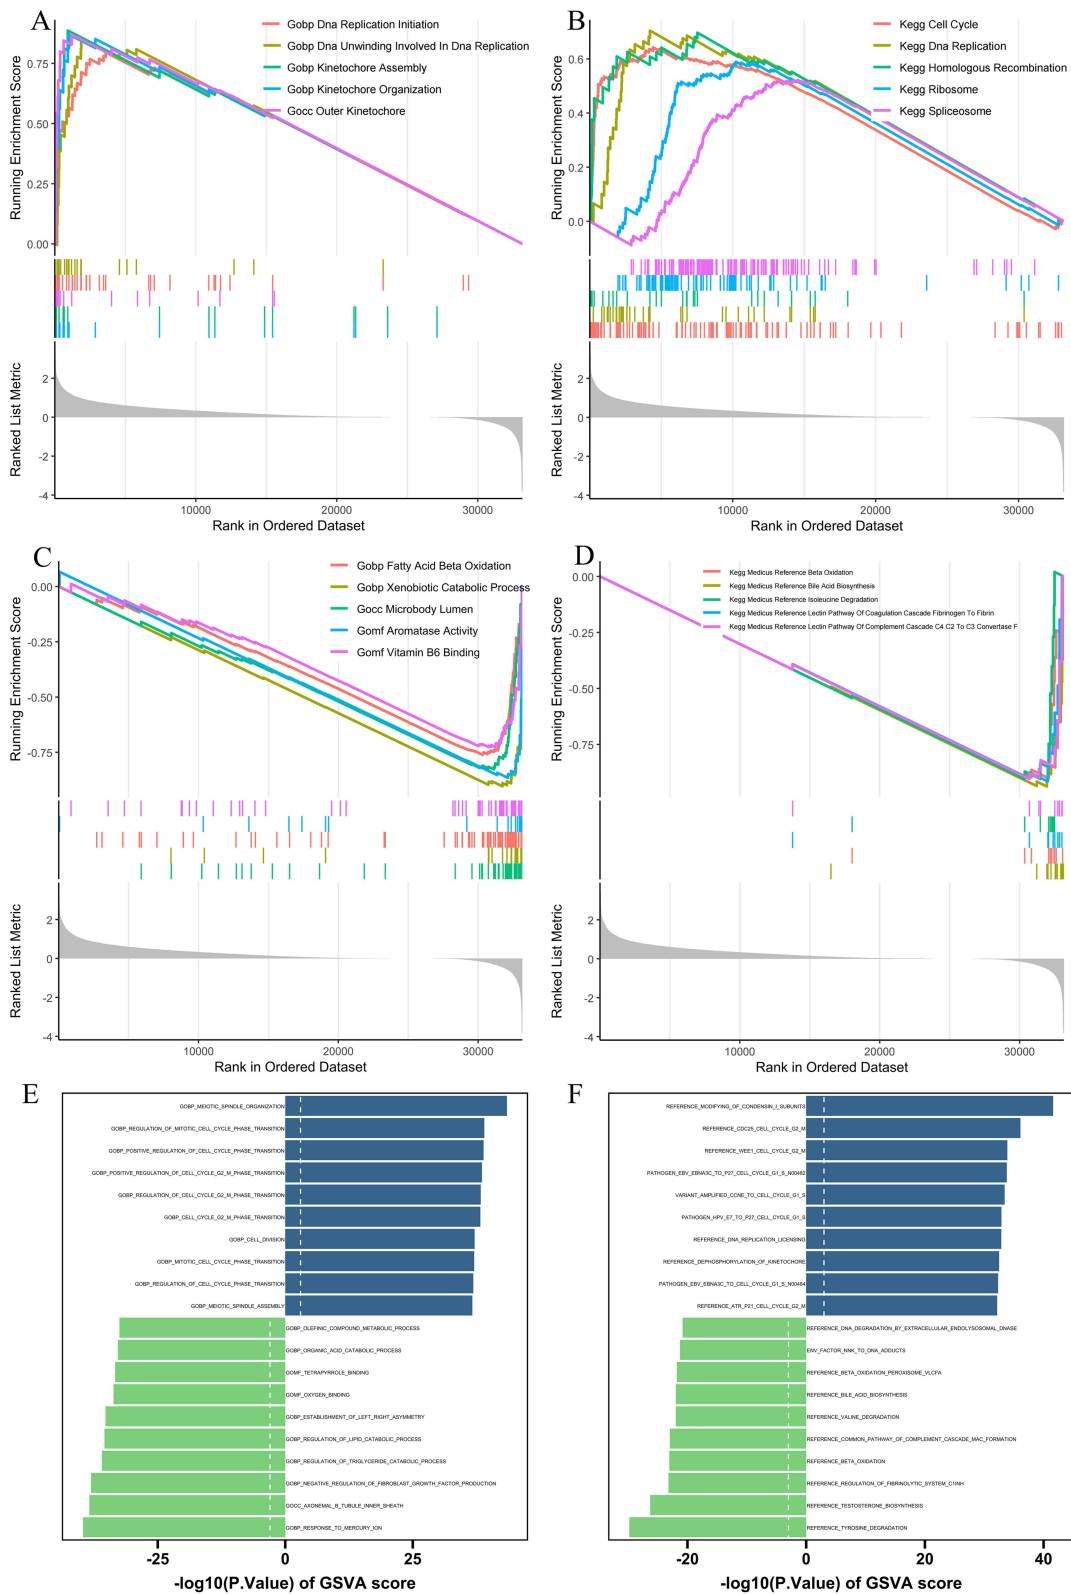 A
Gobp Dna Replication Initiation
Gobp Dna Unwinding Involved In Dna Replication
Gobp Kinetochore Assembly
Gobp Kinetochore Organization
Gocc Outer Kinetochore
Running Enrichment Score
0.75
0.50
0.25
0.00
Ranked List Metric
2
0
-2
-4
10000
20000
30000
Rank in Ordered Dataset
B
Kegg Cell Cycle
Kegg Dna Replication
Kegg Homologous Recombination
Kegg Ribosome
Kegg Spliceosome
Running Enrichment Score
0.6
0.4
0.2
0.0
Ranked List Metric
2
0
-2
-4
10000
20000
30000
Rank in Ordered Dataset
C
Gobp Fatty Acid Beta Oxidation
Gobp Xenobiotic Catabolic Process
Gocc Microbody Lumen
Gomf Aromatase Activity
Gomf Vitamin B6 Binding
Running Enrichment Score
0.00
-0.25
-0.50
-0.75
Ranked List Metric
2
0
-2
-4
10000
20000
30000
Rank in Ordered Dataset
D
Kegg Medicus Reference Beta Oxidation
Kegg Medicus Reference Bile Acid Biosynthesis
Kegg Medicus Reference Isoleucine Degradation
Kegg Medicus Reference Lectin Pathway Of Coagulation Cascade Fibrinogen To Fibrin
Kegg Medicus Reference Lectin Pathway Of Complement Cascade C4 C2 To C3 Convertase F
Running Enrichment Score
0.00
-0.25
-0.50
-0.75
Ranked List Metric
2
0
-2
-4
10000
20000
30000
Rank in Ordered Dataset
E
GOBP_MEIOTIC_SPINDLE_ORGANIZATION
GOBP_REGULATION_OF_MITOTIC_CELL_CYCLE_PHASE_TRANSITION
GOBP_POSITIVE_REGULATION_OF_CELL_CYCLE_PHASE_TRANSITION
GOBP_POSITIVE_REGULATION_OF_CELL_CYCLE_G2_M_PHASE_TRANSITION
GOBP_REGULATION_OF_CELL_CYCLE_G2_M_PHASE_TRANSITION
GOBP_CELL_CYCLE_G2_M_PHASE_TRANSITION
GOBP_CELL_DIVISION
GOBP_MITOTIC_CELL_CYCLE_PHASE_TRANSITION
GOBP_REGULATION_OF_CELL_CYCLE_PHASE_TRANSITION
GOBP_MEIOTIC_SPINDLE_ASSEMBLY
GOBP_OLEFINIC_COMPOUND_METABOLIC_PROCESS
GOBP_ORGANIC_ACID_CATABOLIC_PROCESS
GOMF_TETRAPYRROLE_BINDING
GOMF_OXYGEN_BINDING
GOBP_ESTABLISHMENT_OF_LEFT_RIGHT_ASYMMETRY
GOBP_REGULATION_OF_LIPID_CATABOLIC_PROCESS
GOBP_REGULATION_OF_TRIGLYCERIDE_CATABOLIC_PROCESS
GOBP_NEGATIVE_REGULATION_OF_FIBROBLAST_GROWTH_FACTOR_PRODUCTION
GOCC_AXONEMAL_B_TUBULE_INNER_SHEATH
GOBP_RESPONSE_TO_MERCURY_ION
-25
0
25
-log10(P.Value) of GSVA score
F
REFERENCE_MODIFYING_OF_CONDENSIN_I_SUBUNITS
REFERENCE_CDC25_CELL_CYCLE_G2_M
REFERENCE_WEE1_CELL_CYCLE_G2_M
PATHOGEN_EBV_EBNA3C_TO_P27_CELL_CYCLE_G1_S_N00482
VARIANT_AMPLIFIED_CCNE_TO_CELL_CYCLE_G1_S
PATHOGEN_HPV_E7_TO_P27_CELL_CYCLE_G1_S
REFERENCE_DNA_REPLICATION_LICENSING
REFERENCE_DEPHOSPHORYLATION_OF_KINETOCHORE
PATHOGEN_EBV_EBNA3C_TO_CELL_CYCLE_G1_S_N00484
REFERENCE_ATR_P21_CELL_CYCLE_G2_M
REFERENCE_DNA_DEGRADATION_BY_EXTRACELLULAR_ENDOLYSOSOMAL_DNASE
ENV_FACTOR_NNK_TO_DNA_ADDUCTS
REFERENCE_BETA_OXIDATION_PEROXISOME_VLCFA
REFERENCE_BILE_ACID_BIOSYNTHESIS
REFERENCE_VALINE_DEGRADATION
REFERENCE_COMMON_PATHWAY_OF_COMPLEMENT_CASCADE_MAC_FORMATION
REFERENCE_BETA_OXIDATION
REFERENCE_REGULATION_OF_FIBRINOLYTIC_SYSTEM_C1INH
REFERENCE_TESTOSTERONE_BIOSYNTHESIS
REFERENCE_TYROSINE_DEGRADATION
-20
0
20
40
-log10(P.Value) of GSVA score